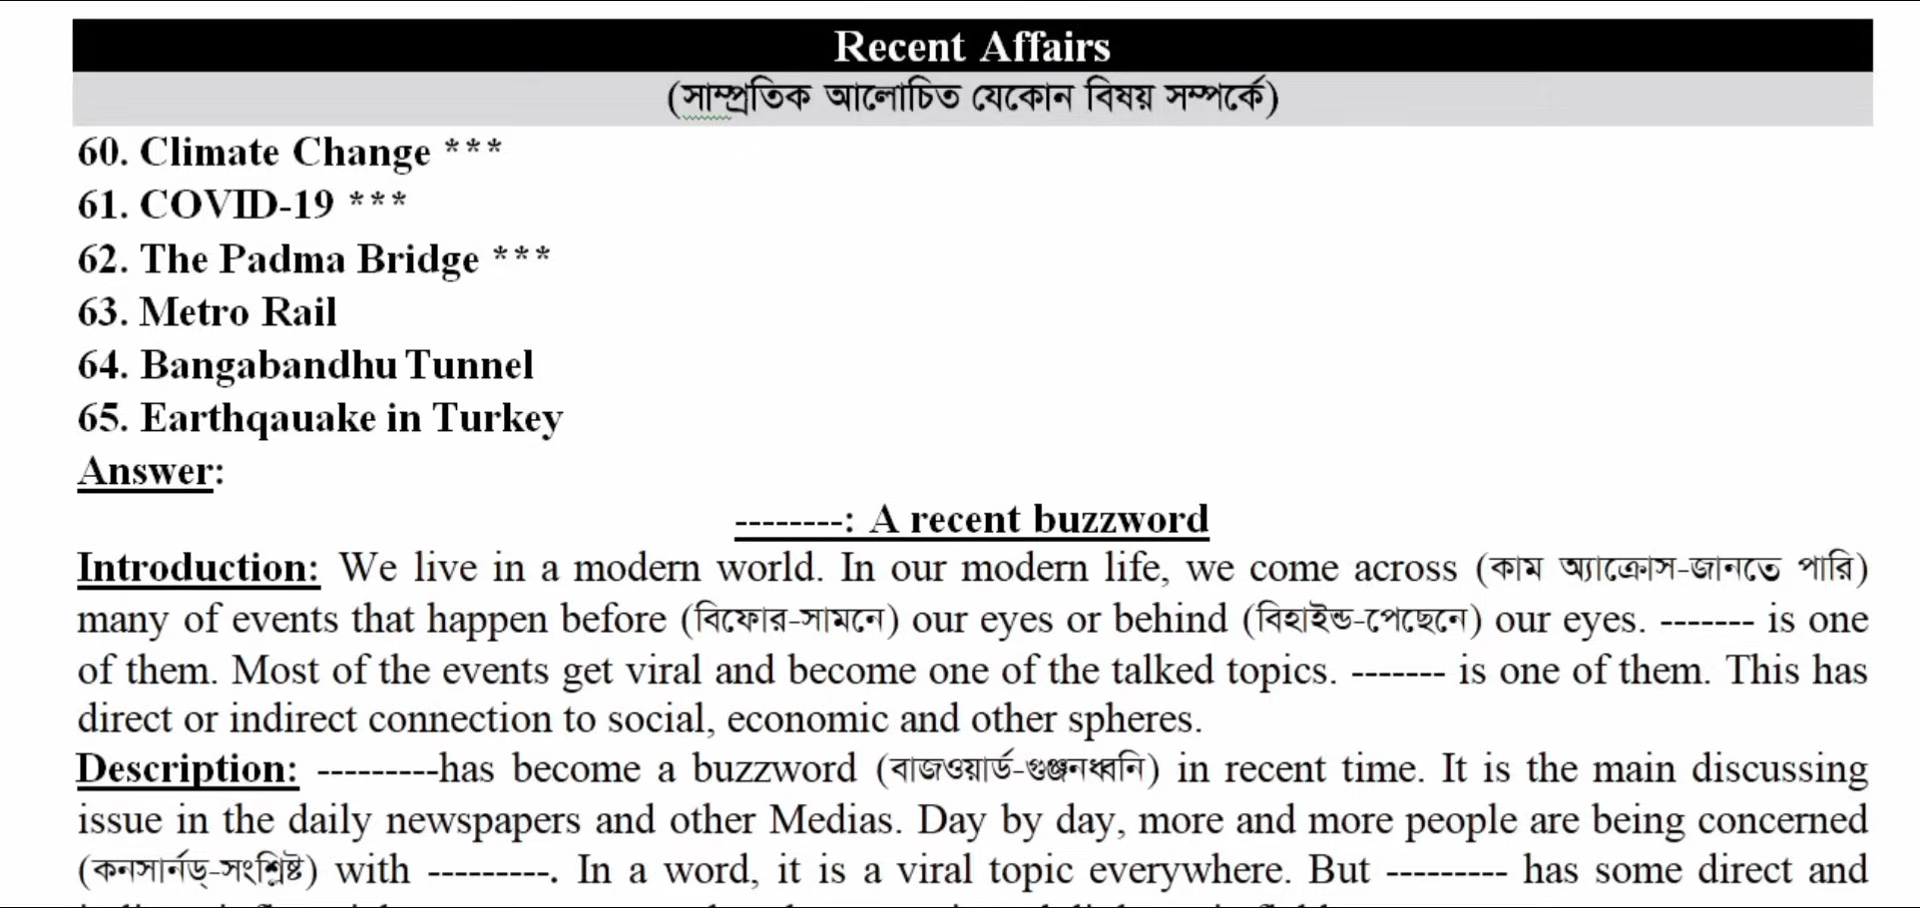 Recent Affairs
(সাম্প্রতিক আলোচিত যেকোন বিষয় সম্পর্কে)
60. Climate Change ***
61. COVID-19 ***
62. The Padma Bridge ***
63. Metro Rail
64. Bangabandhu Tunnel
65. Earthqauake in Turkey
Answer:
--------: A recent buzzword
Introduction: We live in a modern world. In our modern life, we come across (কাম অ্যাক্রোস-জানতে পারি)
many of events that happen before (বিফোর-সামনে) our eyes or behind (বিহাইন্ড-পেছেনে) our eyes. ------- is one
of them. Most of the events get viral and become one of the talked topics. ------- is one of them. This has
direct or indirect connection to social, economic and other spheres.
Description: ---------has become a buzzword (বাজওয়ার্ড-গুঞ্জনধ্বনি) in recent time. It is the main discussing
issue in the daily newspapers and other Medias. Day by day, more and more people are being concerned
(কনসার্নড্-সংশ্লিষ্ট) with ---------. In a word, it is a viral topic everywhere. But --------- has some direct and